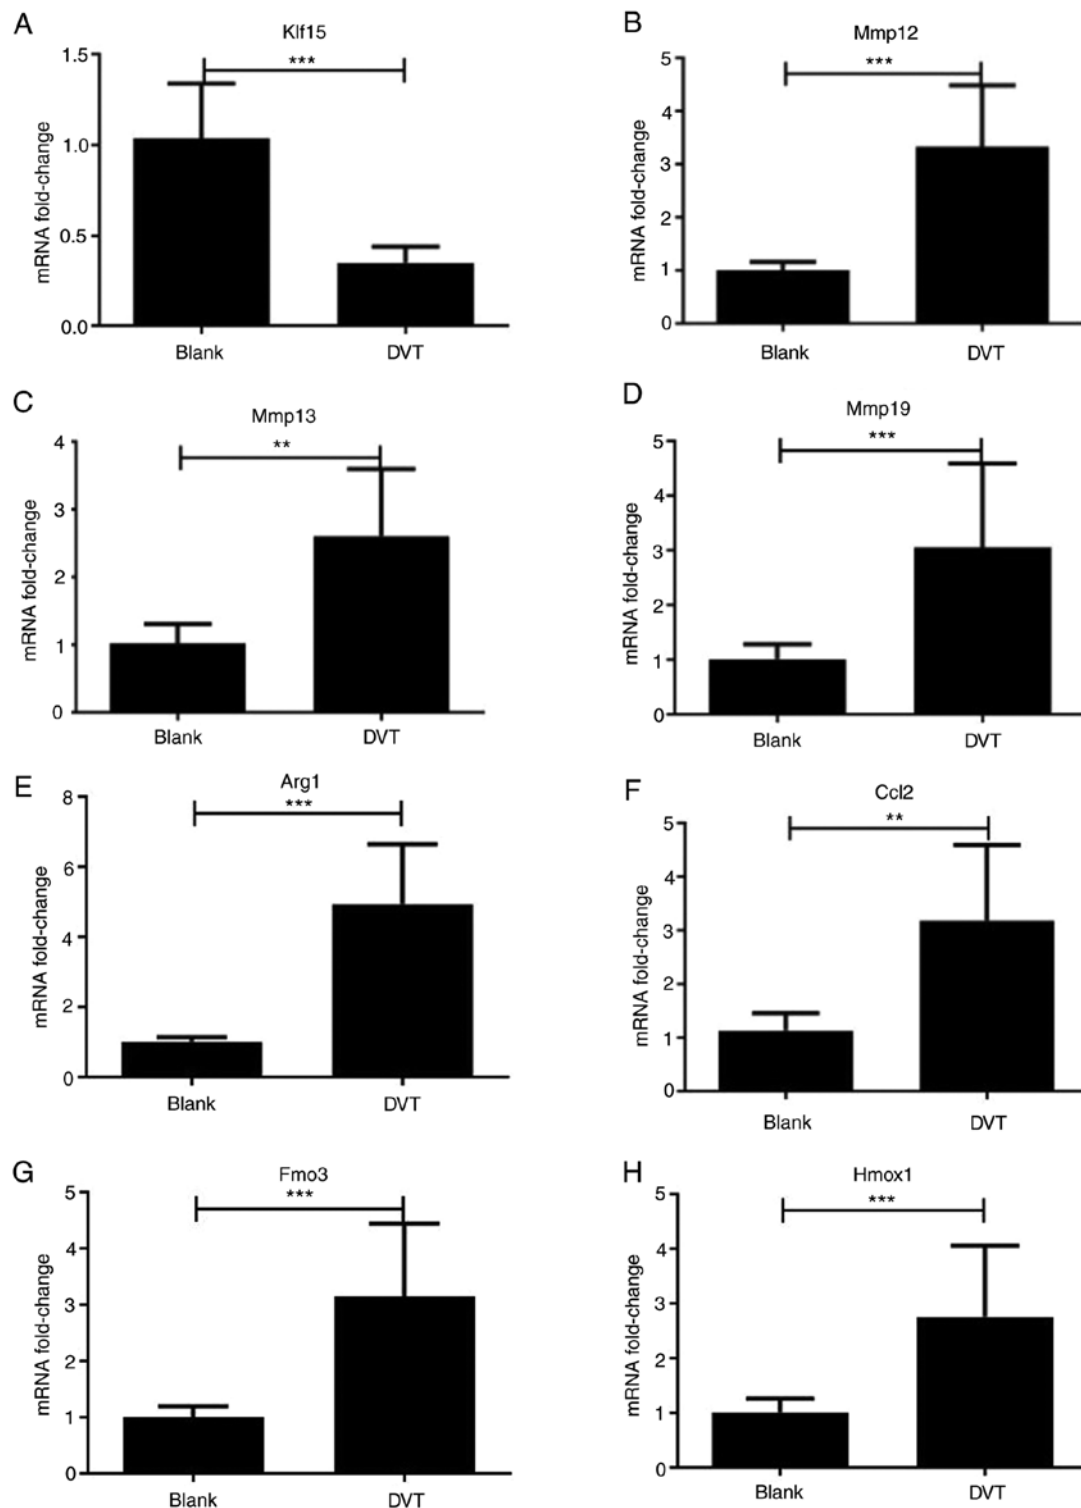 A
Klf15
***
mRNA fold-change
1.5
1.0
0.5
0.0
Blank DVT
B
Mmp12
***
mRNA fold-change
5
4
3
2
1
0
Blank DVT
C
Mmp13
**
mRNA fold-change
4
3
2
1
0
Blank DVT
D
Mmp19
***
mRNA fold-change
5
4
3
2
1
0
Blank DVT
E
Arg1
***
mRNA fold-change
8
6
4
2
0
Blank DVT
F
Ccl2
**
mRNA fold-change
5
4
3
2
1
0
Blank DVT
G
Fmo3
***
mRNA fold-change
5
4
3
2
1
0
Blank DVT
H
Hmox1
***
mRNA fold-change
5
4
3
2
1
0
Blank DVT